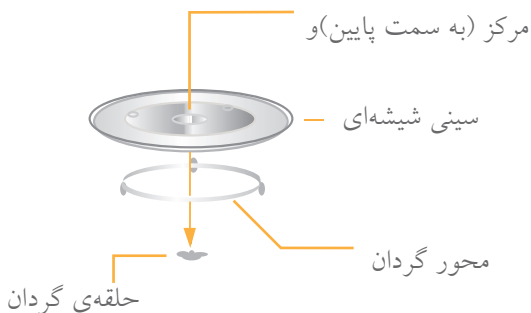 مرکز (به سمت پایین)و
سینی شیشه‌ای
محور گردان
حلقه‌ی گردان